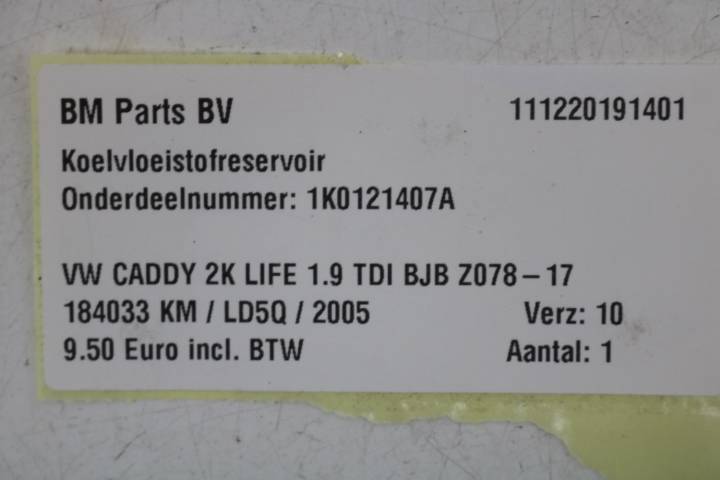 BM Parts BV 111220191401
Koelvloeistofreservoir
Onderdeelnummer: 1K0121407A
VW CADDY 2K LIFE 1.9 TDI BJB Z078-17
184033 KM / LD5Q / 2005 Verz: 10
9.50 Euro incl. BTW Aantal: 1